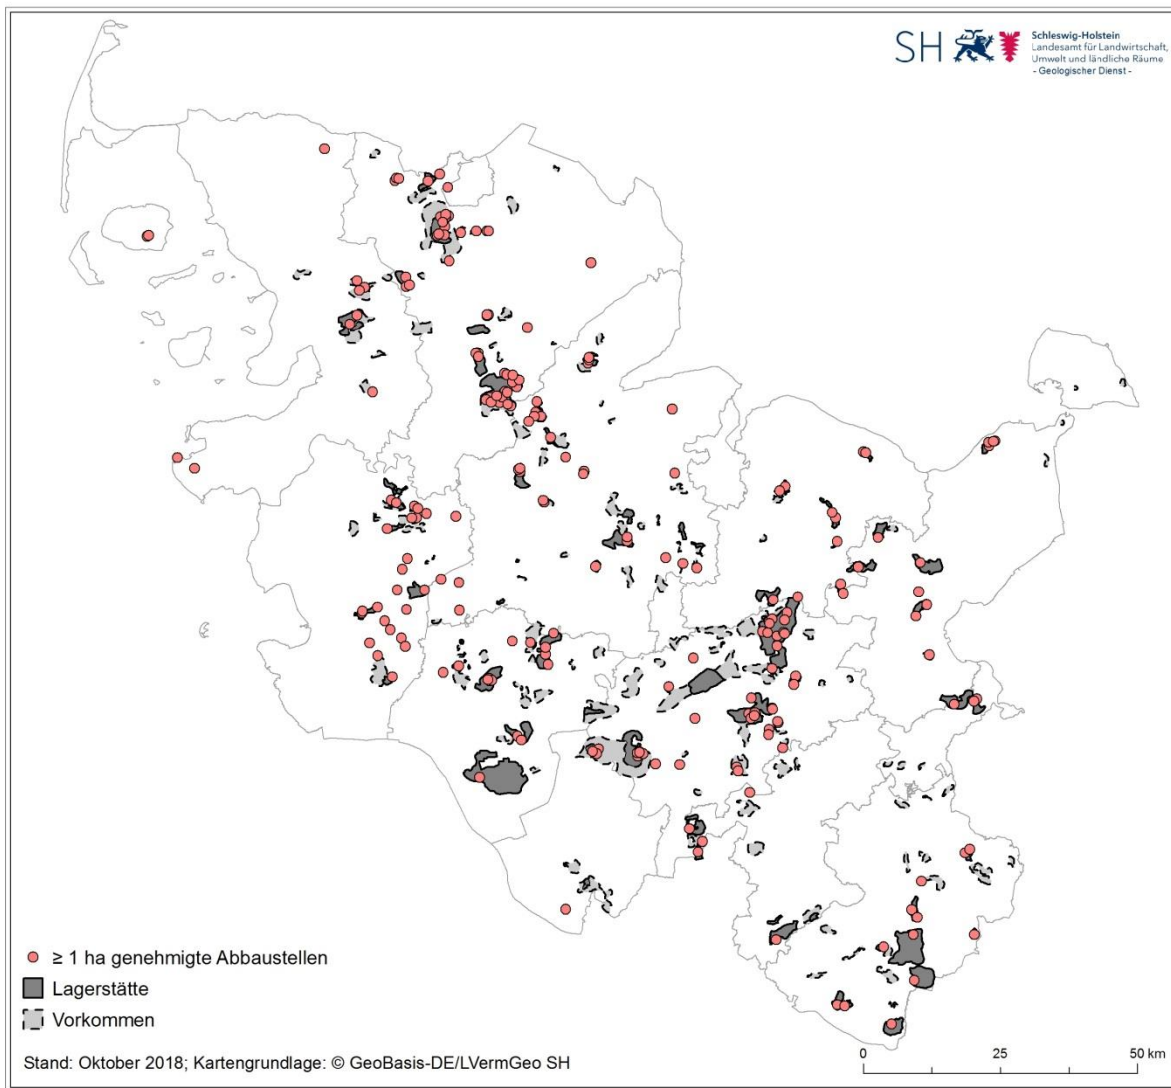 SH
Schleswig-Holstein
Landesamt für Landwirtschaft,
Umwelt und ländliche Räume
- Geologischer Dienst -
≥ 1 ha genehmigte Abbaustellen
Lagerstätte
Vorkommen
Stand: Oktober 2018; Kartengrundlage: © GeoBasis-DE/LVermGeo SH
0 25 50 km